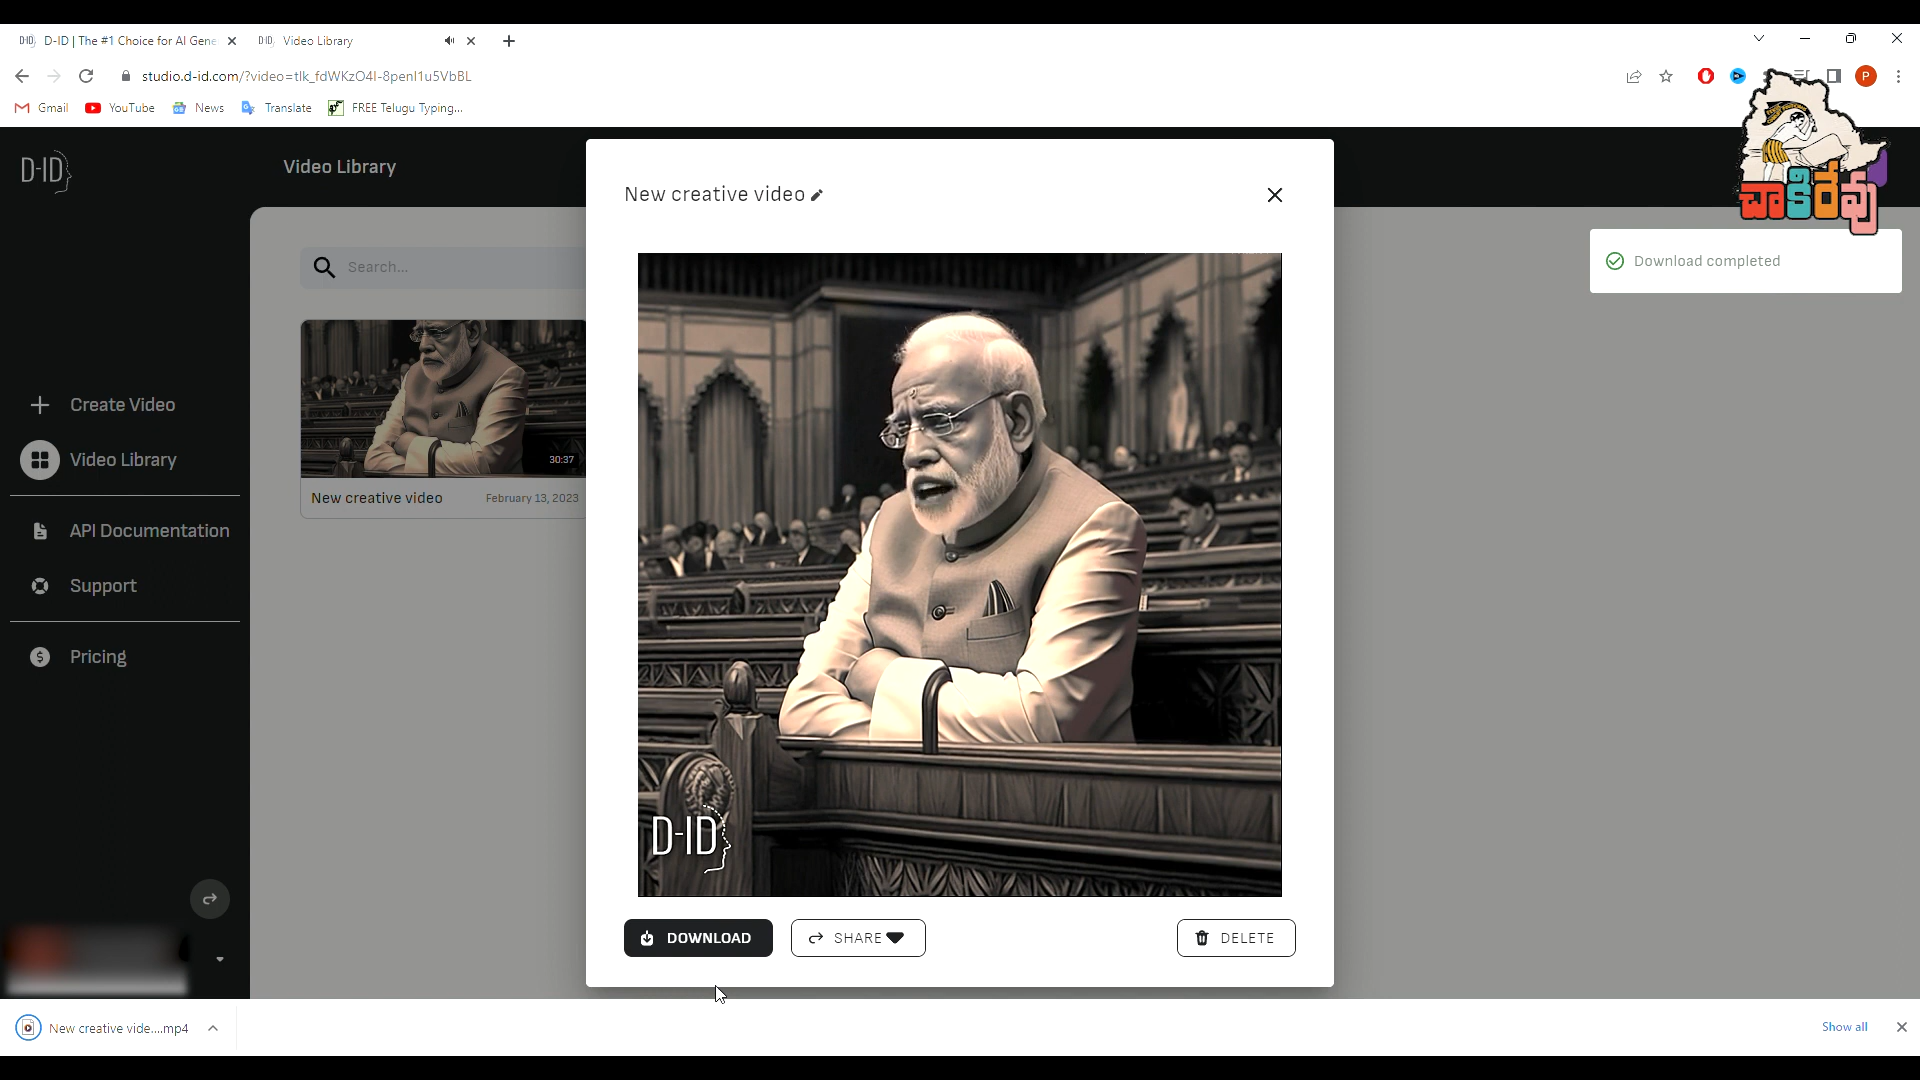 D-ID | The #1 Choice for AI Gene
Video Library
studio.d-id.com/?video=tlk_fdWKzO4I-8penI1u5VbBL
P
Gmail
YouTube
News
Translate
FREE Telugu Typing...
చాకిరేవు
D-ID
Video Library
New creative video
Search...
Download completed
30:37
New creative video
February 13, 2023
Create Video
Video Library
API Documentation
Support
Pricing
D-ID
DOWNLOAD
SHARE
DELETE
New creative vide....mp4
Show all